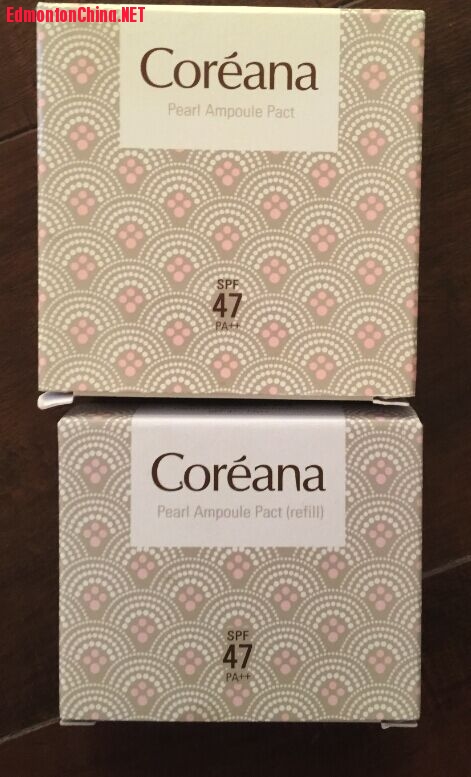 EdmontonChina.NET
Coréana
Pearl Ampoule Pact
SPF
47
PA++
Coréana
Pearl Ampoule Pact (refill)
SPF
47
PA++